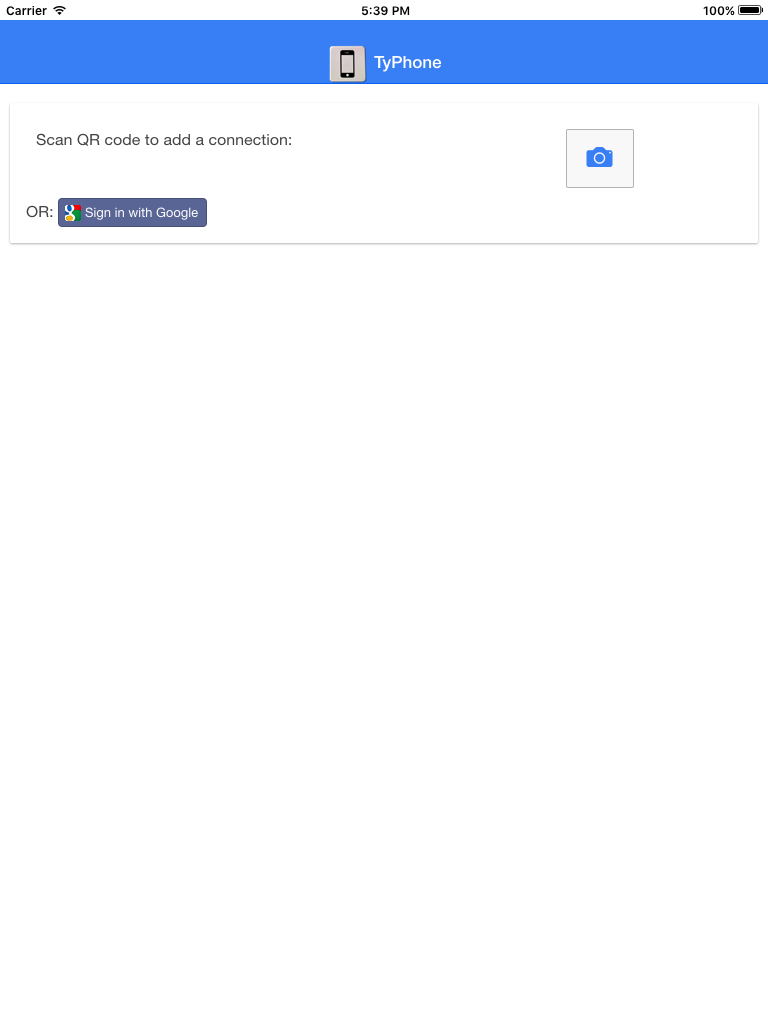 Carrier 5:39 PM 100%
TyPhone
Scan QR code to add a connection:
OR: Sign in with Google